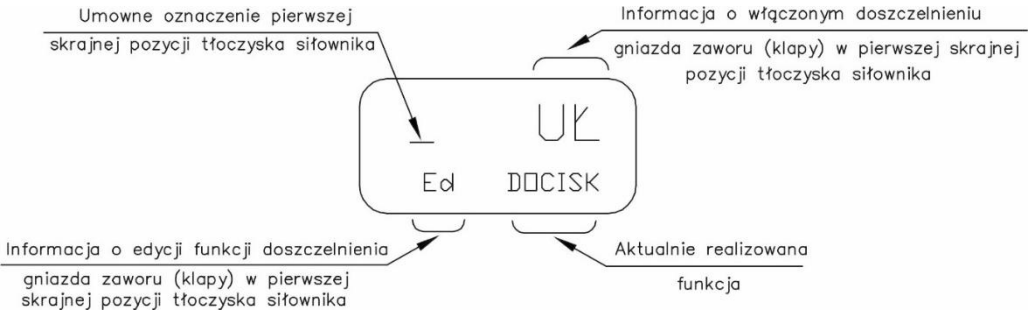 Umowne oznaczenie pierwszej
skrajnej pozycji tłoczyska siłownika
Informacja o włączonym doszczelnieniu
gniazda zaworu (klapy) w pierwszej skrajnej
pozycji tłoczyska siłownika
_ UŁ
Ed DOCISK
Informacja o edycji funkcji doszczelnienia
gniazda zaworu (klapy) w pierwszej
skrajnej pozycji tłoczyska siłownika
Aktualnie realizowana
funkcja